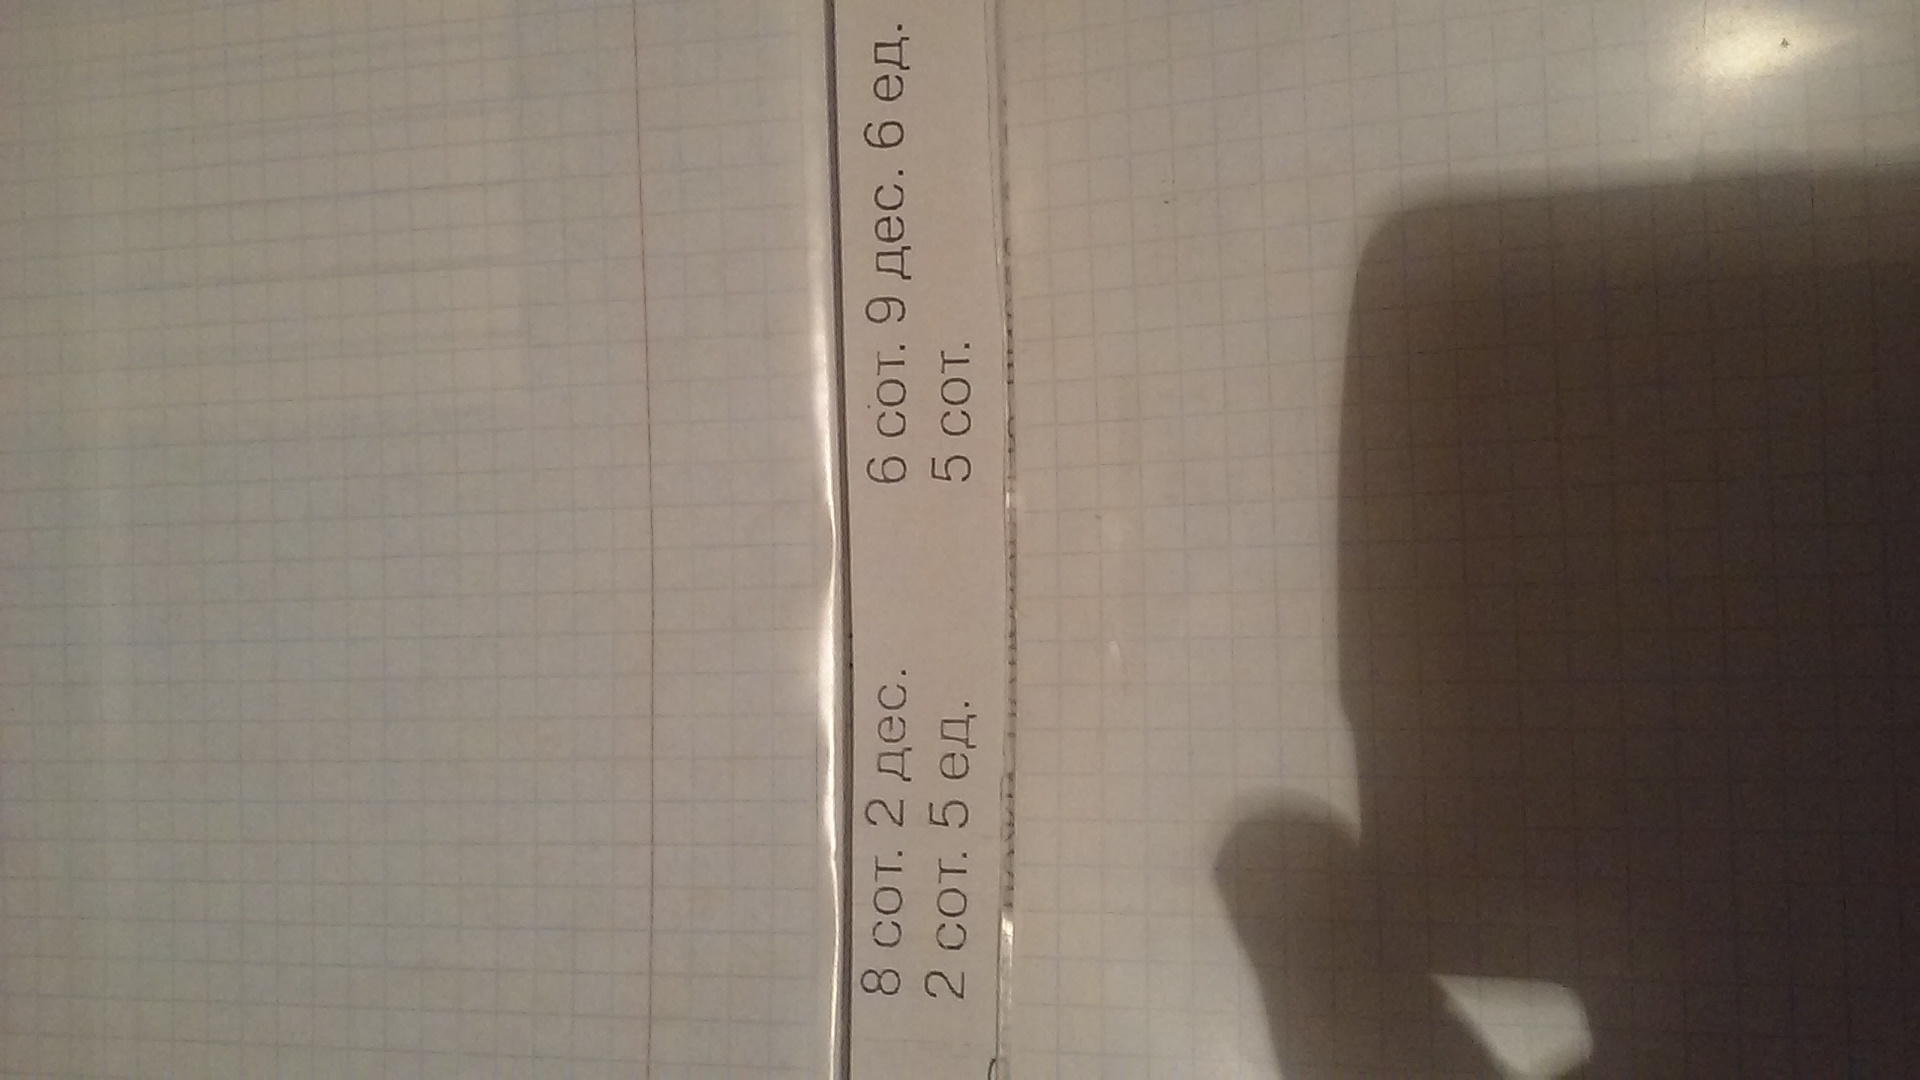 8 сот. 2 дес. 6 сот. 9 дес. 6 ед.
2 сот. 5 ед. 5 сот.